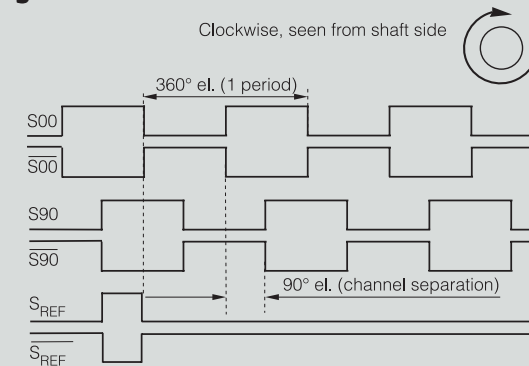 Clockwise, seen from shaft side
360° el. (1 period)
S00
S00
S90
S90
90° el. (channel separation)
SREF
SREF